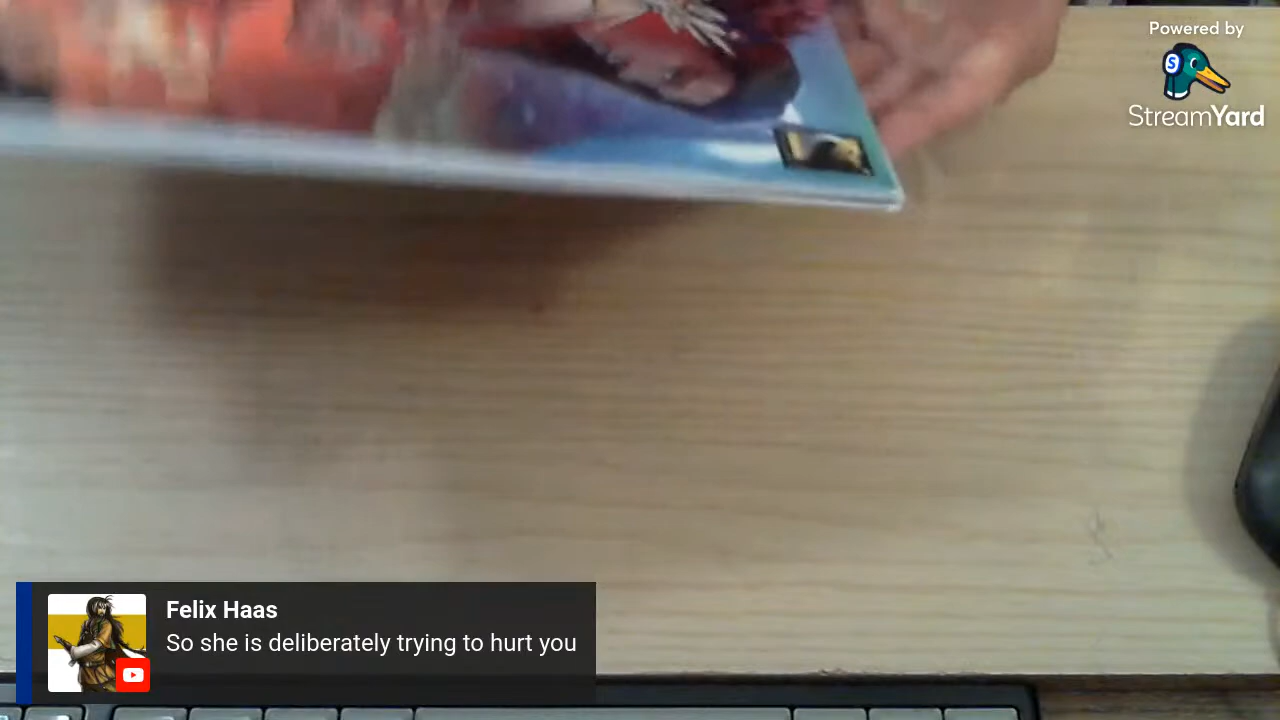 Powered by
StreamYard
Felix Haas
So she is deliberately trying to hurt you